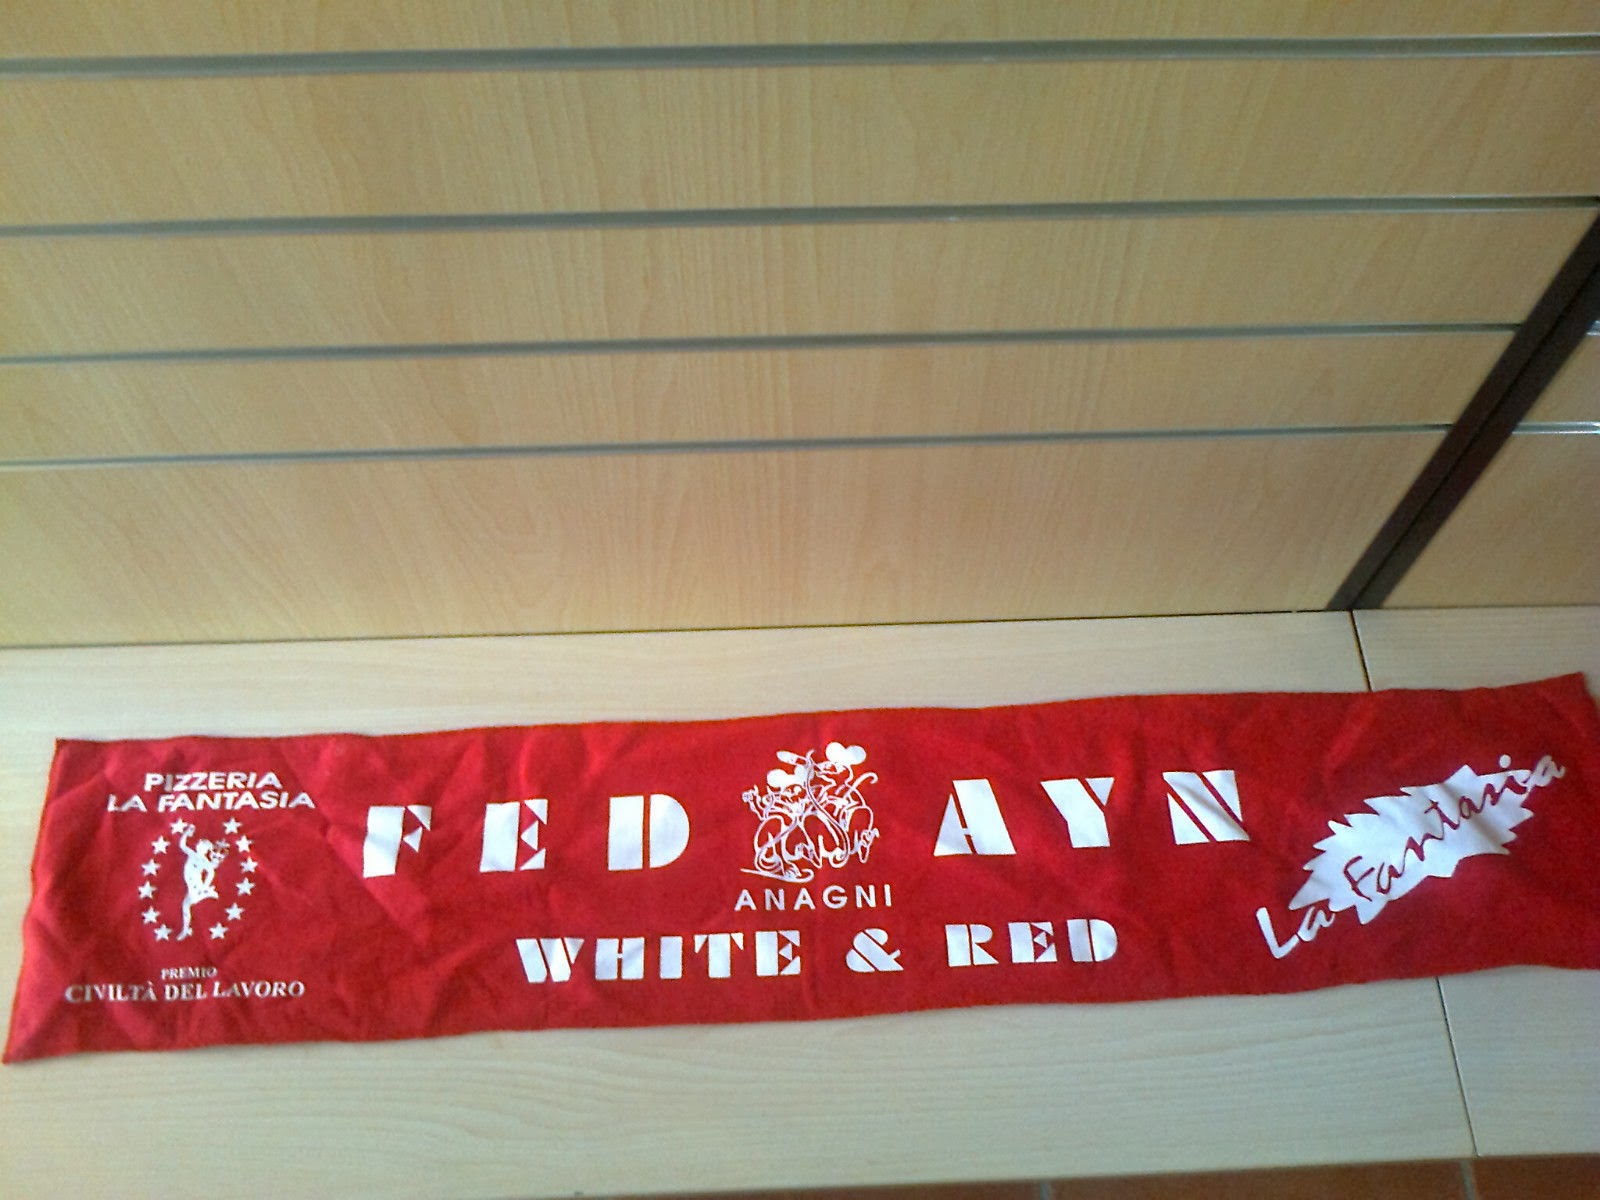 PIZZERIA
LA FANTASIA
PREMIO
CIVILTÀ DEL LAVORO
FED AYN
ANAGNI
WHITE & RED
La Fantasia